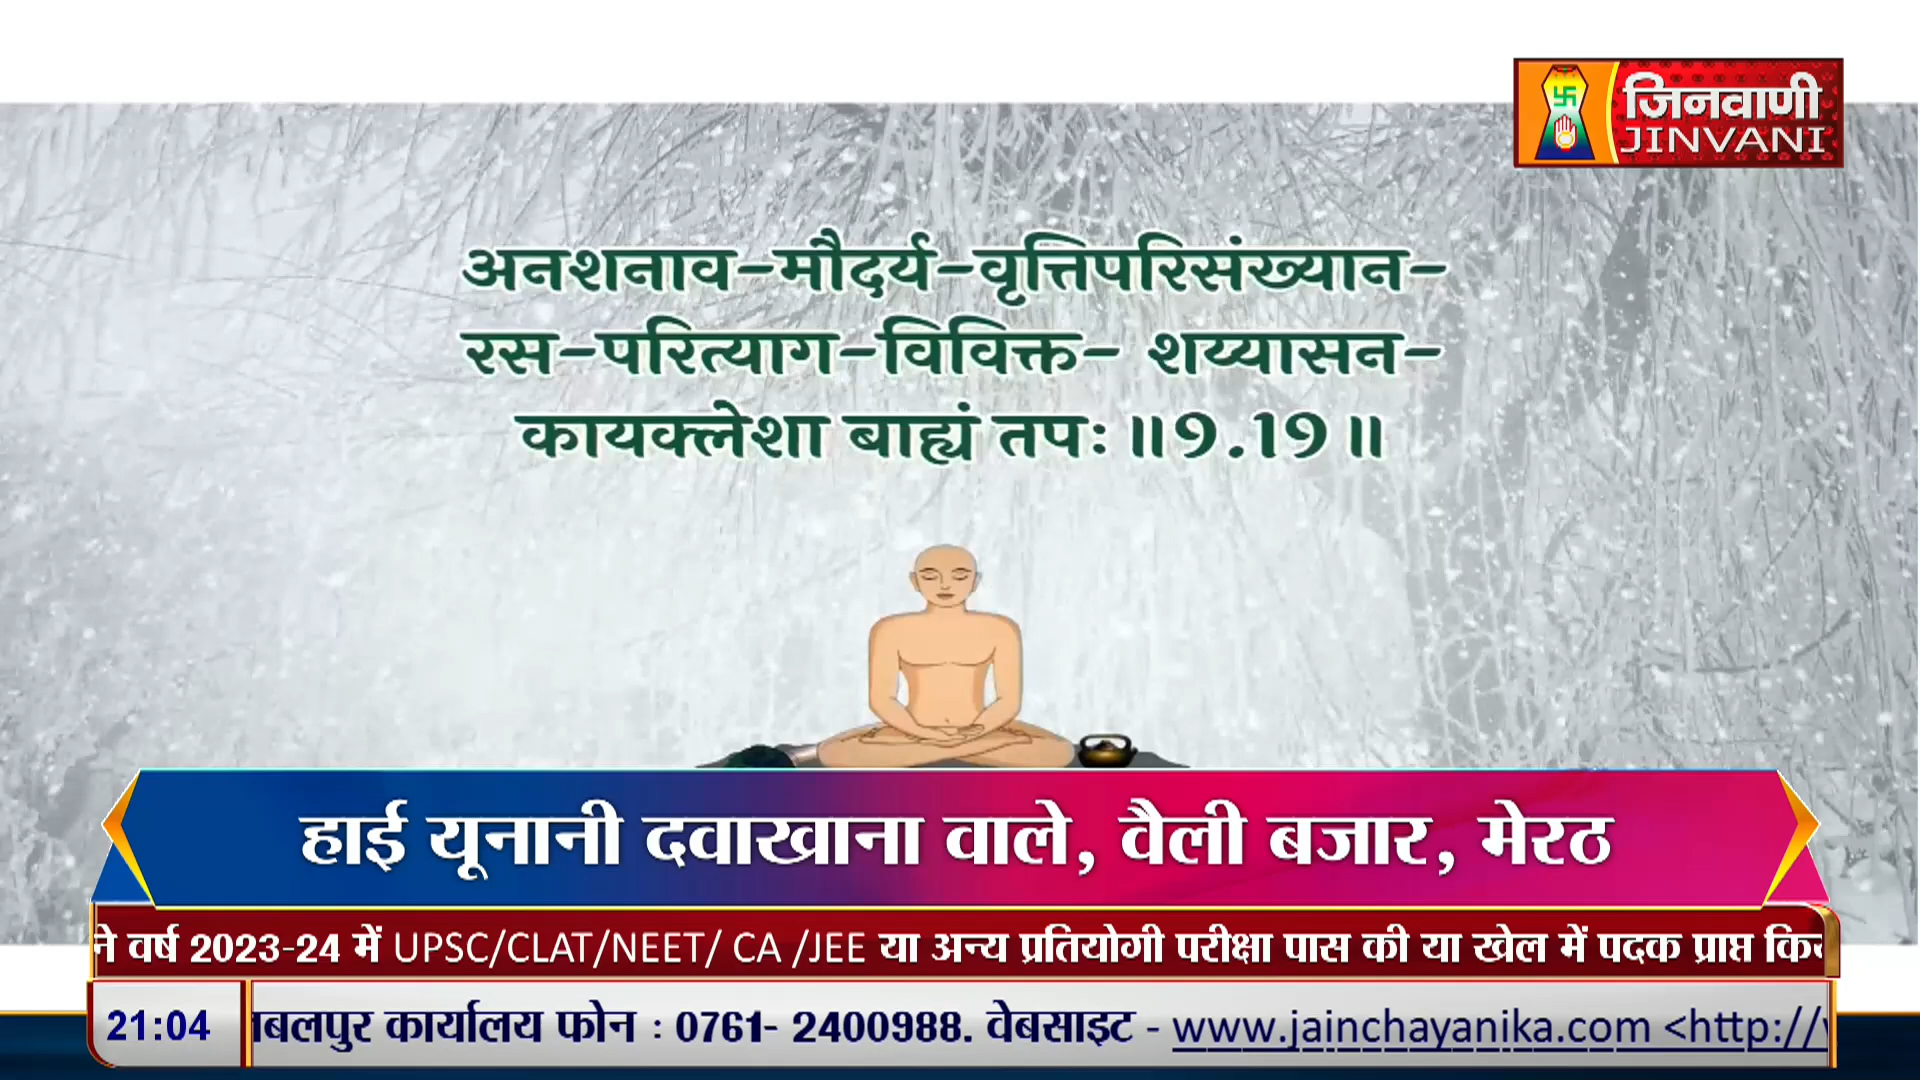 जिनवाणी
JINVANI
अनशनाव-मौदर्य-वृत्तिपरिसंख्यान-
रस-परित्याग-विविक्त- शय्यासन-
कायक्लेशा बाह्यं तपः ॥9.19॥
हाई यूनानी दवाखाना वाले, वैली बजार, मेरठ
ने वर्ष 2023-24 में UPSC/CLAT/NEET/ CA /JEE या अन्य प्रतियोगी परीक्षा पास की या खेल में पदक प्राप्त
21:04
कार्यालय फोन : 0761- 2400988. वेबसाइट - www.jainchayanika.com <http://